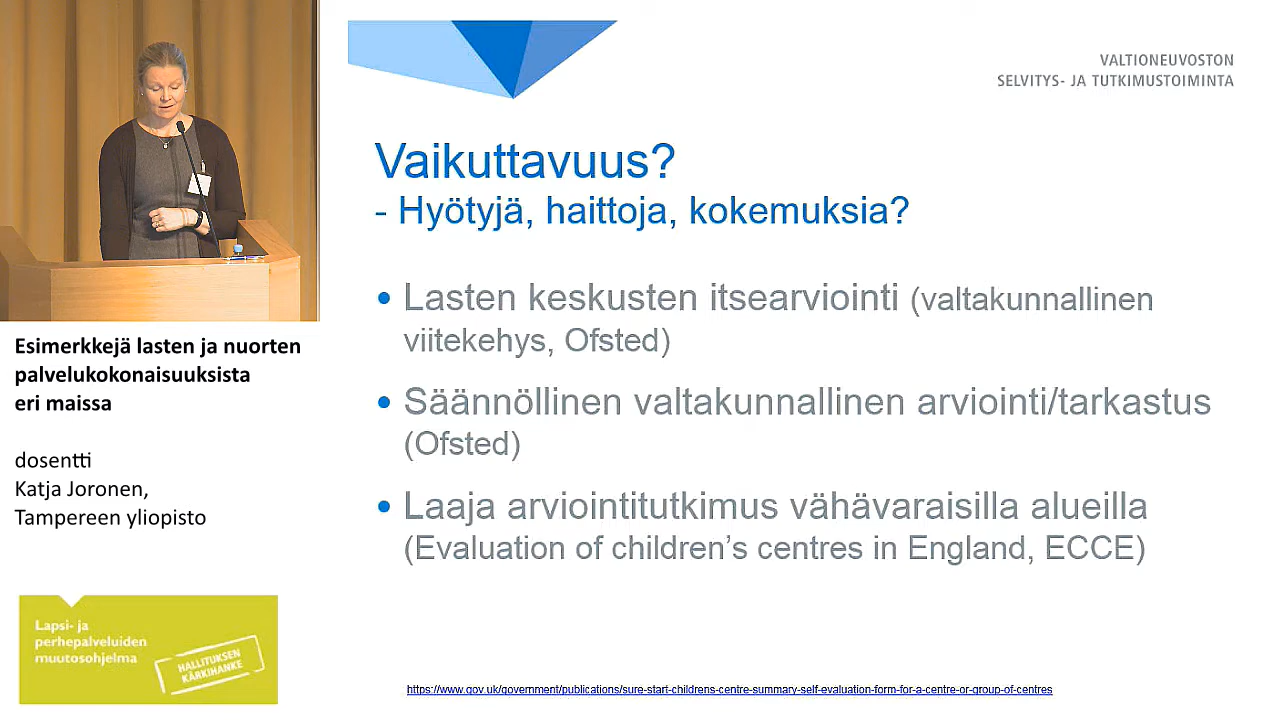 VALTIONEUVOSTON
SELVITYS- JA TUTKIMUSTOIMINTA
Vaikuttavuus?
- Hyötyjä, haittoja, kokemuksia?
• Lasten keskusten itsearviointi (valtakunnallinen
viitekehys, Ofsted)
• Säännöllinen valtakunnallinen arviointi/tarkastus
(Ofsted)
• Laaja arviointitutkimus vähävaraisilla alueilla
(Evaluation of children’s centres in England, ECCE)
https://www.gov.uk/government/publications/sure-start-childrens-centre-summary-self-evaluation-form-for-a-centre-or-group-of-centres
Esimerkkejä lasten ja nuorten
palvelukokonaisuuksista
eri maissa
dosentti
Katja Joronen,
Tampereen yliopisto
Lapsi- ja
perhepalveluiden
muutosohjelma
HALLITUKSEN
KÄRKIHANKE